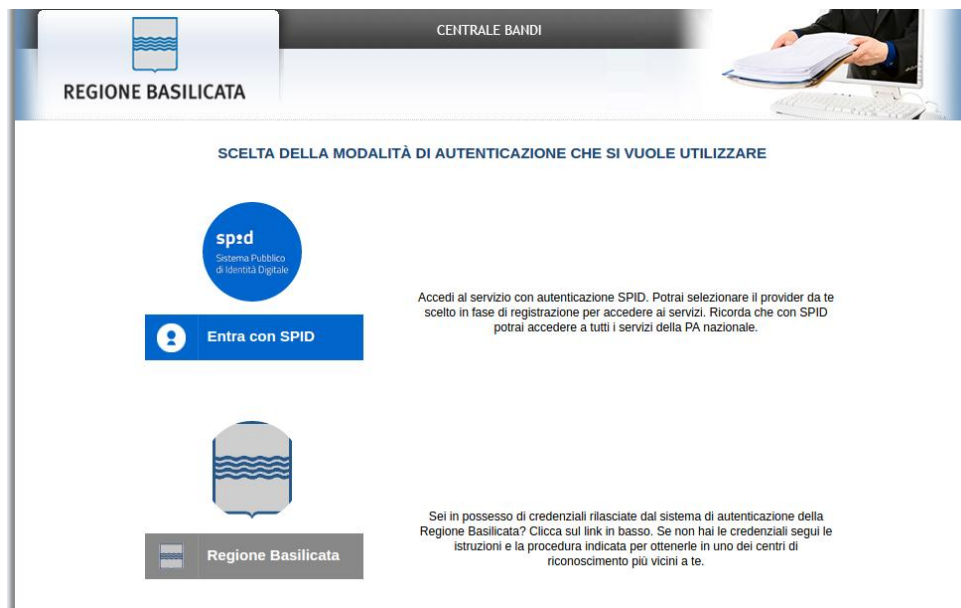 CENTRALE BANDI
REGIONE BASILICATA
SCELTA DELLA MODALITÀ DI AUTENTICAZIONE CHE SI VUOLE UTILIZZARE
sp:d
Sistema Pubblico
di Identità Digitale
Entra con SPID
Accedi al servizio con autenticazione SPID. Potrai selezionare il provider da te
scelto in fase di registrazione per accedere ai servizi. Ricorda che con SPID
potrai accedere a tutti i servizi della PA nazionale.
Regione Basilicata
Sei in possesso di credenziali rilasciate dal sistema di autenticazione della
Regione Basilicata? Clicca sul link in basso. Se non hai le credenziali segui le
istruzioni e la procedura indicata per ottenerle in uno dei centri di
riconoscimento più vicini a te.